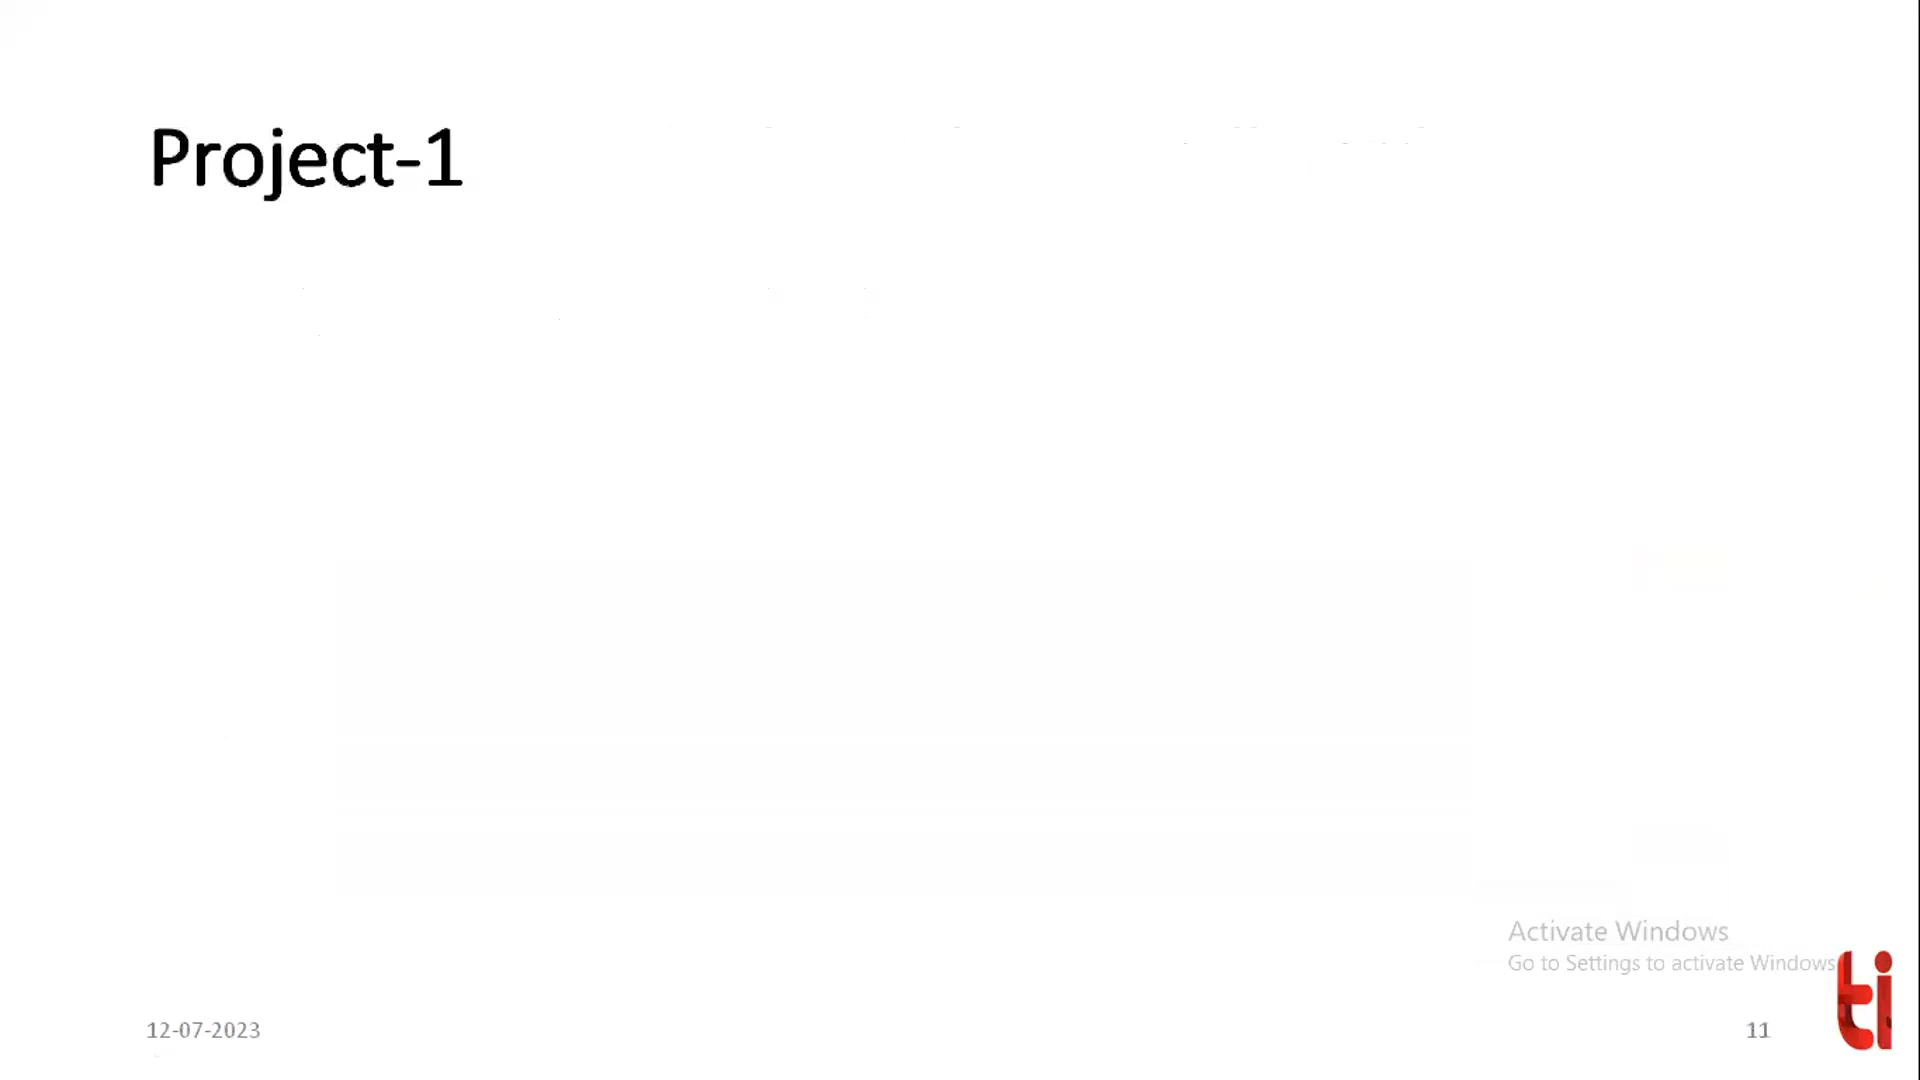 Project-1
Activate Windows
Go to Settings to activate Windows
12-07-2023
11
ti